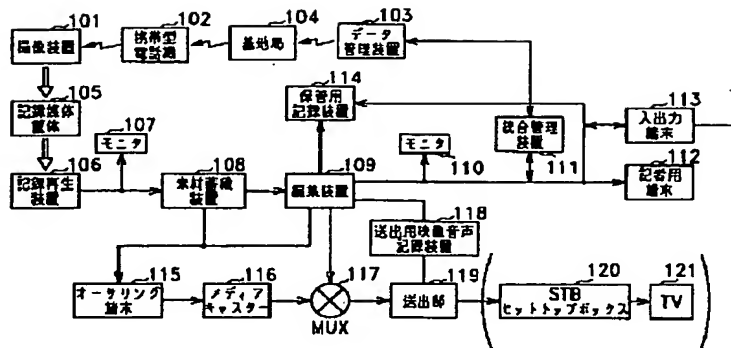 101
撮像装置
102
携帯型
電話機
104
基地局
103
データ
管理装置
105
記録媒体
置体
114
保管用
記録装置
107
モニタ
106
記録再生
装置
108
素材蓄積
装置
109
編集装置
モニタ
110
統合管理
装置
111
113
入出力
端末
112
記者用
端末
118
送出用映像音声
記録装置
115
オーサリング
端末
116
メディア
キャスター
117
MUX
119
送出部
120
STB
セットトップボックス
121
TV